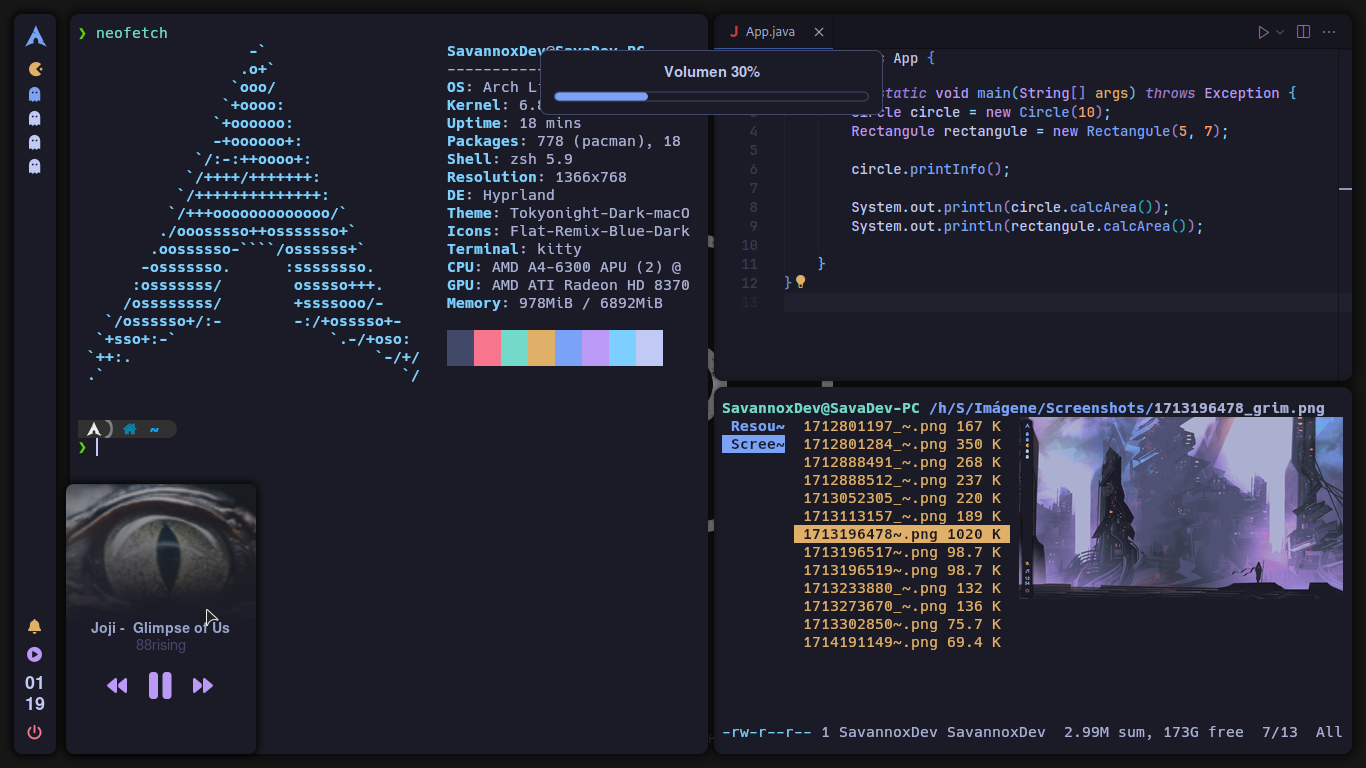 ❯ neofetch
SavannoxDev@SavaDev-PC
OS: Arch Li
Kernel: 6.8
Uptime: 18 mins
Packages: 778 (pacman), 18
Shell: zsh 5.9
Resolution: 1366x768
DE: Hyprland
Theme: Tokyonight-Dark-macO
Icons: Flat-Remix-Blue-Dark
Terminal: kitty
CPU: AMD A4-6300 APU (2) @
GPU: AMD ATI Radeon HD 8370
Memory: 978MiB / 6892MiB
~
❯
Volumen 30%
J App.java
App {
static void main(String[] args) throws Exception {
Circle circle = new Circle(10);
4 Rectangule rectangule = new Rectangule(5, 7);
5
6 circle.printInfo();
7
8 System.out.println(circle.calcArea());
9 System.out.println(rectangule.calcArea());
10
11 }
12 }
13
SavannoxDev@SavaDev-PC /h/S/Imágene/Screenshots/1713196478_grim.png
Resou~ 1712801197_~.png 167 K
Scree~ 1712801284_~.png 350 K
1712888491_~.png 268 K
1712888512_~.png 237 K
1713052305_~.png 220 K
1713113157_~.png 189 K
1713196478~.png 1020 K
1713196517~.png 98.7 K
1713196519~.png 98.7 K
1713233880_~.png 132 K
1713273670_~.png 136 K
1713302850~.png 75.7 K
1714191149~.png 69.4 K
-rw-r--r-- 1 SavannoxDev SavannoxDev 2.99M sum, 173G free 7/13 All
Joji - Glimpse of Us
88rising
01
19